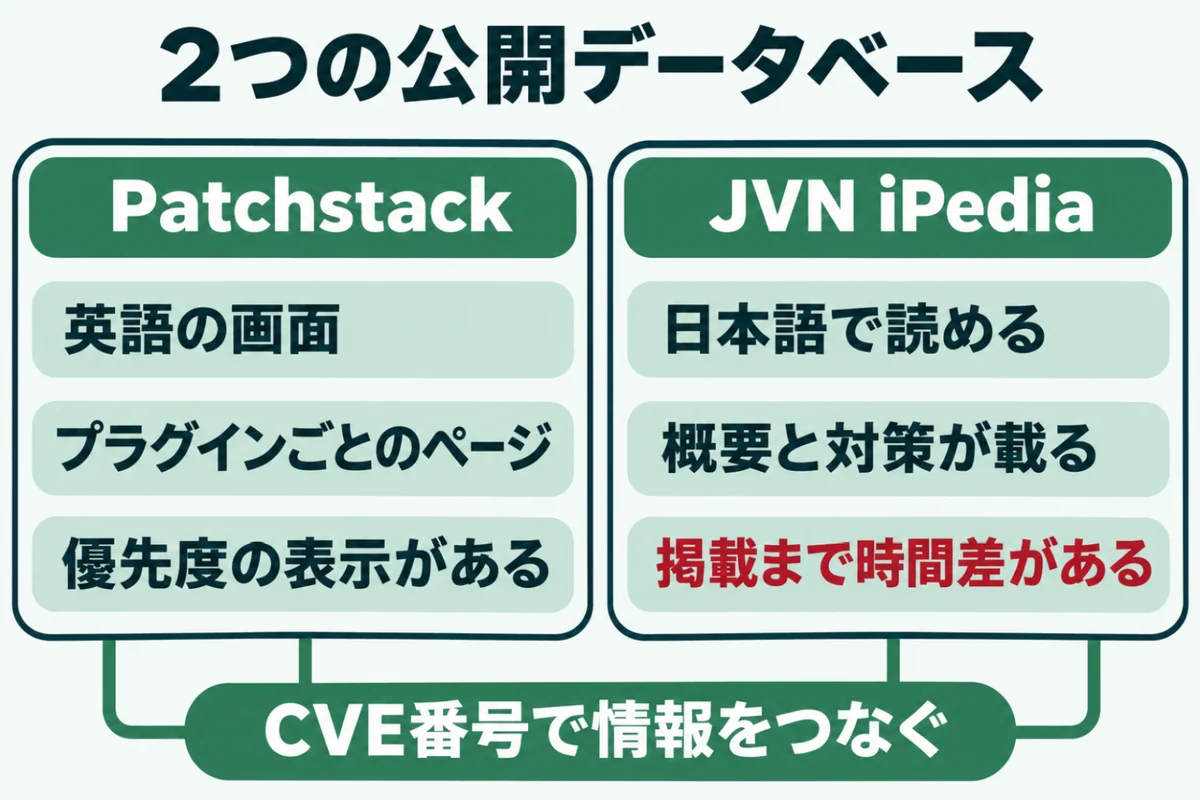 2つの公開データベース
Patchstack
英語の画面
プラグインごとのページ
優先度の表示がある
JVN iPedia
日本語で読める
概要と対策が載る
掲載まで時間差がある
CVE番号で情報をつなぐ